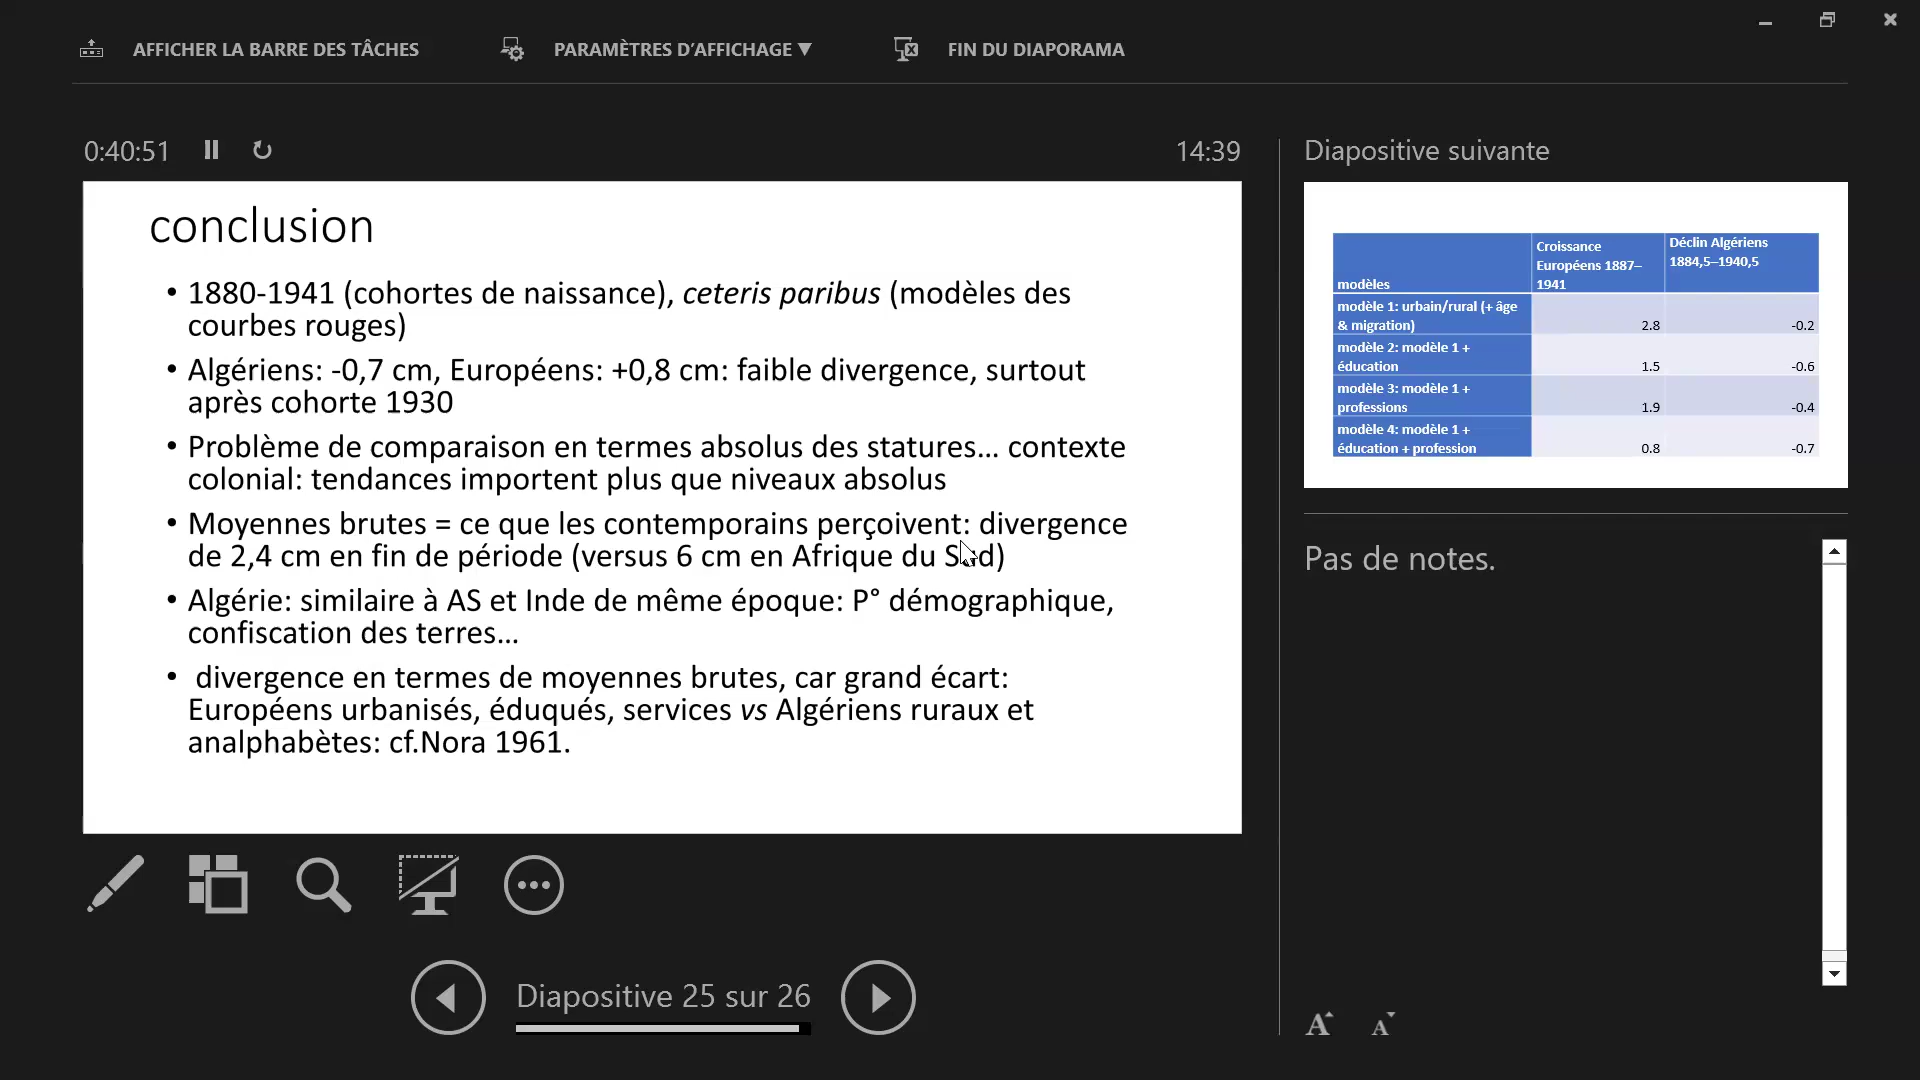 AFFICHER LA BARRE DES TÂCHES
PARAMÈTRES D'AFFICHAGE ▼
FIN DU DIAPORAMA
0:40:51
14:39
conclusion
• 1880-1941 (cohortes de naissance), ceteris paribus (modèles des
courbes rouges)
• Algériens: -0,7 cm, Européens: +0,8 cm: faible divergence, surtout
après cohorte 1930
• Problème de comparaison en termes absolus des statures... contexte
colonial: tendances importent plus que niveaux absolus
• Moyennes brutes = ce que les contemporains perçoivent: divergence
de 2,4 cm en fin de période (versus 6 cm en Afrique du Sud)
• Algérie: similaire à AS et Inde de même époque: P° démographique,
confiscation des terres...
• divergence en termes de moyennes brutes, car grand écart:
Européens urbanisés, éduqués, services vs Algériens ruraux et
analphabètes: cf.Nora 1961.
Diapositive 25 sur 26
Diapositive suivante
modèles
Croissance
Européens 1887–
1941
Déclin Algériens
1884,5–1940,5
modèle 1: urbain/rural (+ âge
& migration)
2.8
-0.2
modèle 2: modèle 1 +
éducation
1.5
-0.6
modèle 3: modèle 1 +
professions
1.9
-0.4
modèle 4: modèle 1 +
éducation + profession
0.8
-0.7
Pas de notes.
A
A